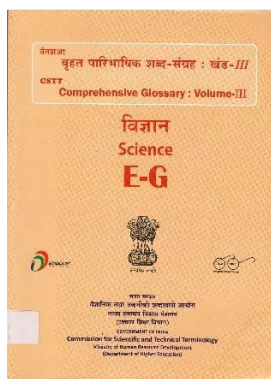 वैतशआ
बृहत पारिभाषिक शब्द-संग्रह : खंड-III
CSTT
Comprehensive Glossary : Volume-III
विज्ञान
Science
E-G
भारत सरकार
वैज्ञानिक तथा तकनीकी शब्दावली आयोग
मानव संसाधन विकास मंत्रालय
(उच्चतर शिक्षा विभाग)
GOVERNMENT OF INDIA
Commission for Scientific and Technical Terminology
Ministry of Human Resource Development
(Department of Higher Education)